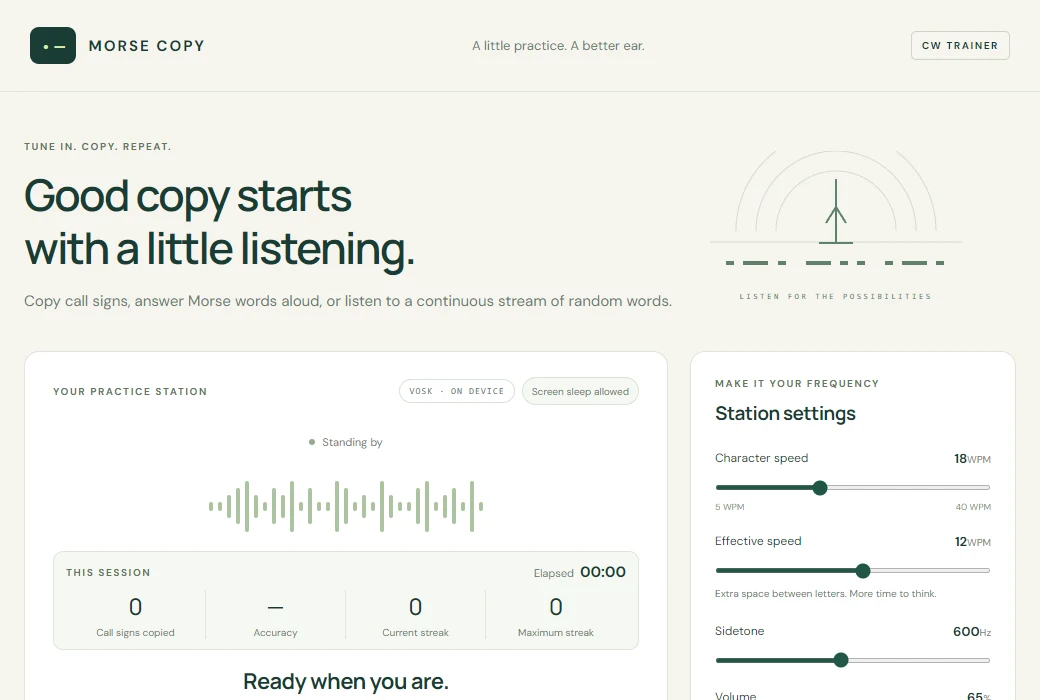 MORSE COPY
A little practice. A better ear.
CW TRAINER
TUNE IN. COPY. REPEAT.
Good copy starts
with a little listening.
Copy call signs, answer Morse words aloud, or listen to a continuous stream of random words.
LISTEN FOR THE POSSIBILITIES
YOUR PRACTICE STATION
VOSK · ON DEVICE
Screen sleep allowed
Standing by
THIS SESSION
Elapsed 00:00
0
Call signs copied
—
Accuracy
0
Current streak
0
Maximum streak
Ready when you are.
MAKE IT YOUR FREQUENCY
Station settings
Character speed
18WPM
5 WPM
40 WPM
Effective speed
12WPM
Extra space between letters. More time to think.
Sidetone
600Hz
Volume
65%